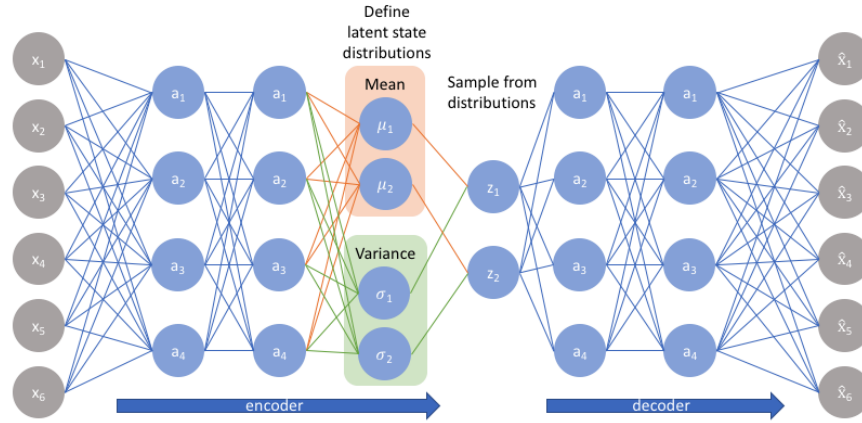 Define
latent state
distributions
Mean
Sample from
distributions
Variance
x₁
x₂
x₃
x₄
x₅
x₆
a₁
a₂
a₃
a₄
a₁
a₂
a₃
a₄
μ₁
μ₂
σ₁
σ₂
z₁
z₂
a₁
a₂
a₃
a₄
a₁
a₂
a₃
a₄
x̂₁
x̂₂
x̂₃
x̂₄
x̂₅
x̂₆
encoder
decoder